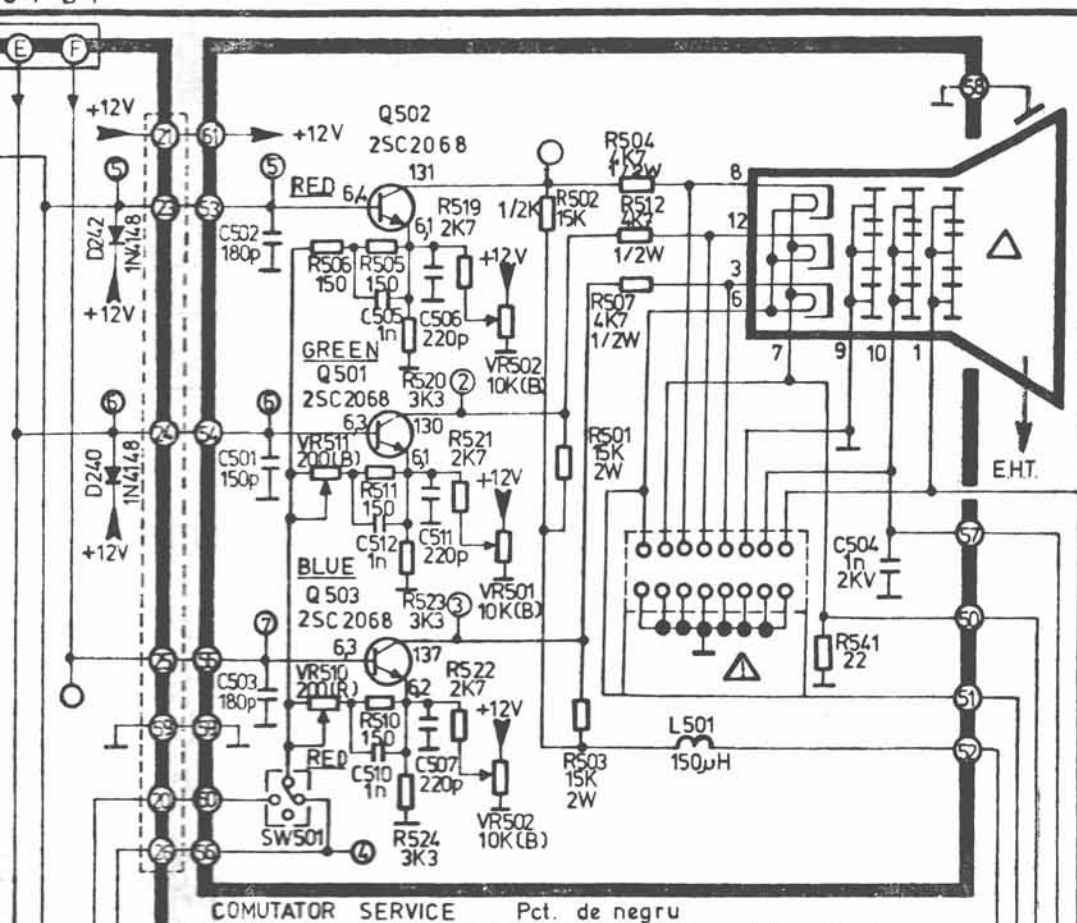 E F
+12V
21 61 +12V
5
5
RED
22 53
D242
1N4148
+12V
C502
180p
Q502
2SC2068
131
6,4
6,1
R519
2K7
R506
150
R505
150
C505
1n
C506
220p
+12V
VR502
10K(B)
R520
3K3
1/2K
R502
15K
R504
4K7
1/2W
R512
4K7
1/2W
R507
4K7
1/2W
58
8
12
3
6
7
9
10
1
E.H.T.
GREEN
Q501
2SC2068
6
6
24 54
D240
1N4148
+12V
C501
150p
VR511
200(B)
6,3
130
6,1
2
R521
2K7
R511
150
C512
1n
C511
220p
+12V
VR501
10K(B)
R523
3K3
R501
15K
2W
C504
1n
2KV
57
50
R541
22
51
52
BLUE
Q503
2SC2068
3
7
25 55
C503
180p
VR510
200(R)
6,3
137
6,2
R522
2K7
R510
150
C510
1n
C507
220p
+12V
VR502
10K(B)
R524
3K3
R503
15K
2W
L501
150µH
59 59
RED
20 60
SW501
26 56
4
COMUTATOR SERVICE Pct. de negru